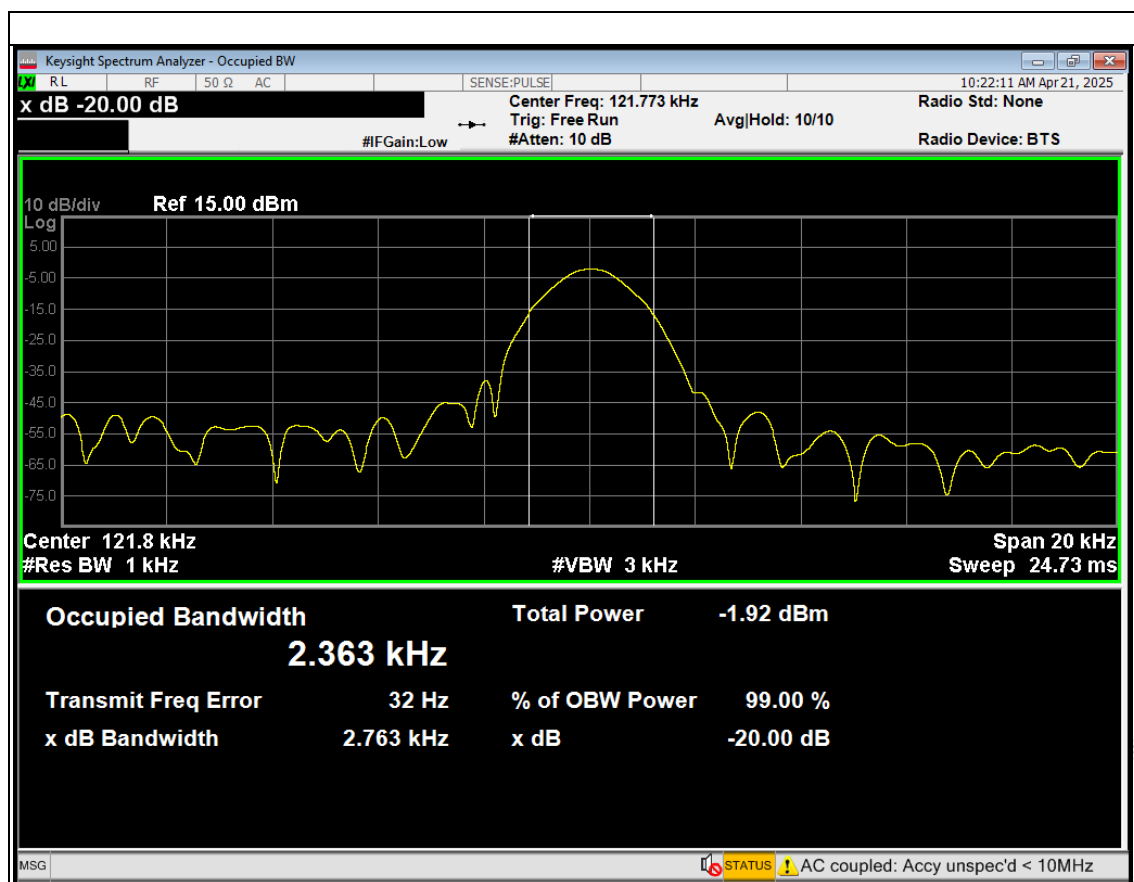 Keysight Spectrum Analyzer - Occupied BW
LXI RL RF 50 Ω AC SENSE:PULSE 10:22:11 AM Apr 21, 2025
x dB -20.00 dB Center Freq: 121.773 kHz Radio Std: None
Trig: Free Run Avg|Hold: 10/10
#IFGain:Low #Atten: 10 dB Radio Device: BTS
10 dB/div Ref 15.00 dBm
Log
5.00
-5.00
-15.0
-25.0
-35.0
-45.0
-55.0
-65.0
-75.0
Center 121.8 kHz Span 20 kHz
#Res BW 1 kHz #VBW 3 kHz Sweep 24.73 ms
Occupied Bandwidth Total Power -1.92 dBm
2.363 kHz
Transmit Freq Error 32 Hz % of OBW Power 99.00 %
x dB Bandwidth 2.763 kHz x dB -20.00 dB
MSG STATUS AC coupled: Accy unspec'd < 10MHz